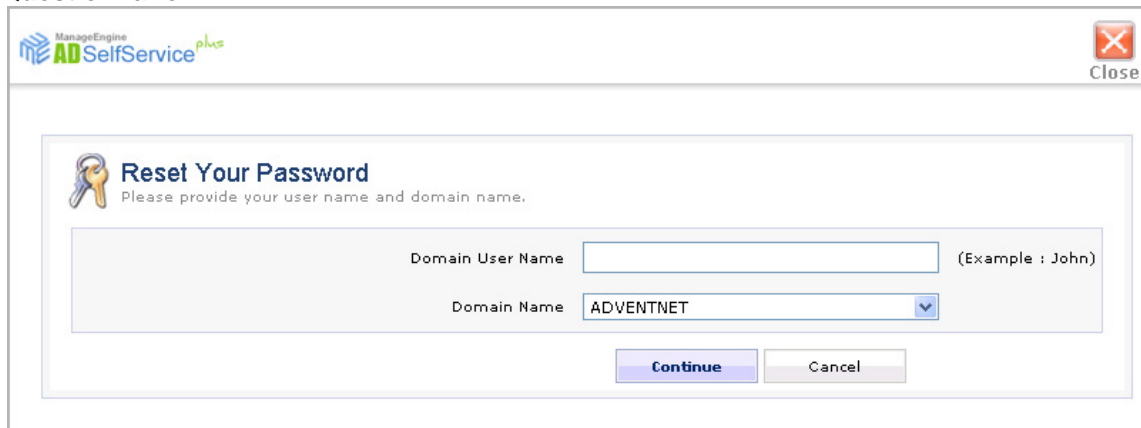 ManageEngine
ADSelfService plus
Close
Reset Your Password
Please provide your user name and domain name.
Domain User Name (Example : John)
Domain Name ADVENTNET
Continue Cancel